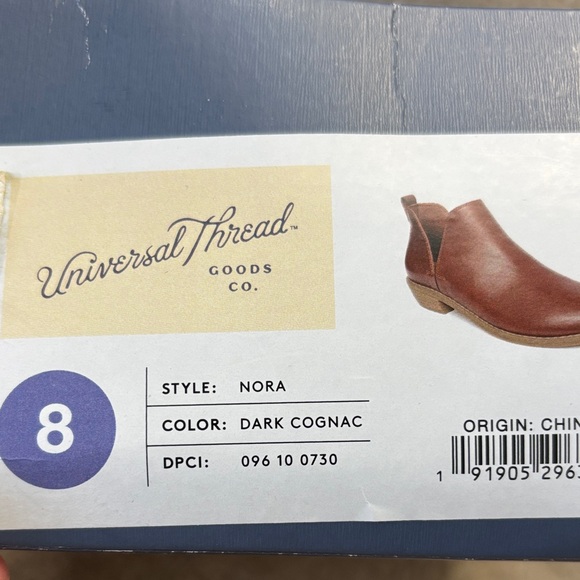 Universal Thread™
GOODS
CO.
8
STYLE: NORA
COLOR: DARK COGNAC
DPCI: 096 10 0730
ORIGIN: CHIN
1 91905 2963